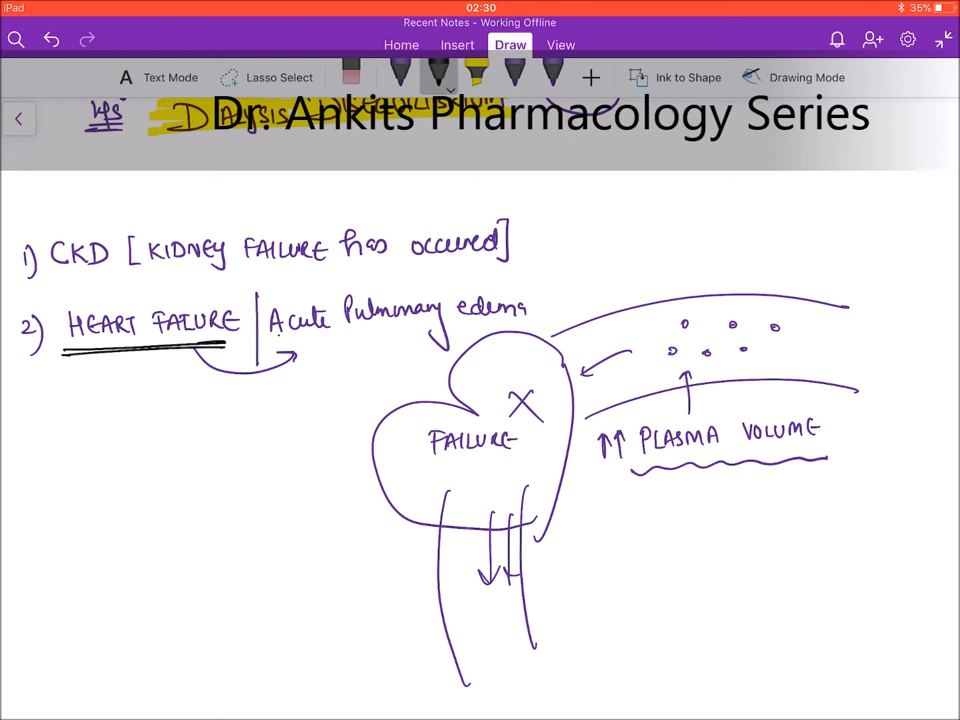 iPad 02:30 35%
Recent Notes - Working Offline
Home Insert Draw View
Text Mode Lasso Select Ink to Shape Drawing Mode
Dr. Ankits Pharmacology Series
1) CKD [KIDNEY FAILURE has occured]
2) HEART FAILURE | Acute Pulmonary edema
X
FAILURE
↑↑ PLASMA VOLUME